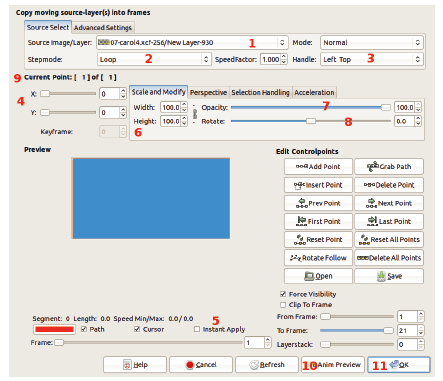 Copy moving source-layer(s) into frames
Source Select Advanced Settings
Source Image/Layer: 07-carol4.xcf-256/New Layer-930 1 Mode: Normal
Stepmode: Loop 2 SpeedFactor: 1.000 Handle: Left Top 3
9 Current Point: [ 1 ] of [ 1 ]
X: 0
4
Y: 0
Keyframe: 0
Scale and Modify Perspective Selection Handling Acceleration
Width: 100.0 Opacity: 7 100.0
Height: 100.0 Rotate: 8 0.0
6
Preview
Edit Controlpoints
Add Point Grab Path
Insert Point Delete Point
Prev Point Next Point
First Point Last Point
Reset Point Reset All Points
Rotate Follow Delete All Points
Open Save
Force Visibility
Clip To Frame
From Frame: 1
To Frame: 21
Layerstack: 0
Segment: 0 Length: 0.0 Speed Min/Max: 0.0/0.0 5
Path Cursor Instant Apply
Frame: 1
Help Cancel Refresh 10 Anim Preview 11 OK